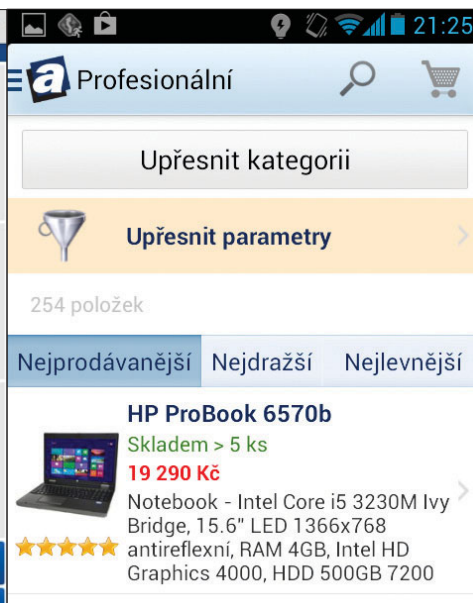 21:25
a Profesionální
Upřesnit kategorii
Upřesnit parametry
254 položek
Nejprodávanější Nejdražší Nejlevnější
HP ProBook 6570b
Skladem > 5 ks
19 290 Kč
Notebook - Intel Core i5 3230M Ivy
Bridge, 15.6" LED 1366x768
antireflexní, RAM 4GB, Intel HD
Graphics 4000, HDD 500GB 7200